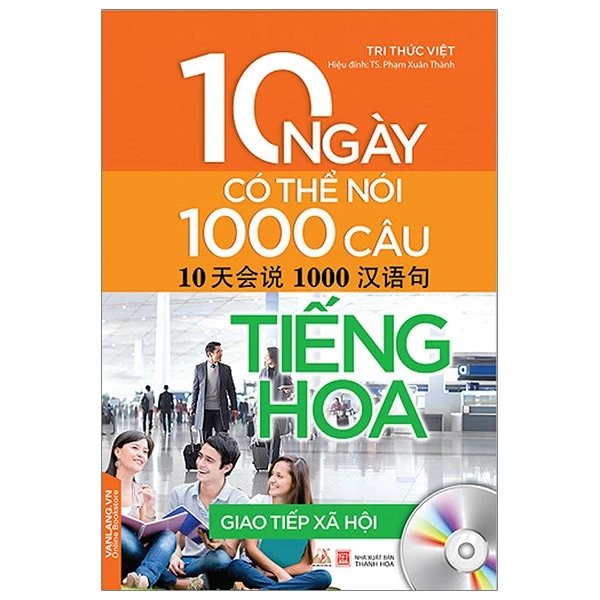 TRI THỨC VIỆT
Hiệu đính: TS. Phạm Xuân Thành
10 NGÀY
CÓ THỂ NÓI
1000 CÂU
10 天会说 1000 汉语句
TIẾNG
HOA
GIAO TIẾP XÃ HỘI
VANLANG.VN
Online Bookstore
NHÀ XUẤT BẢN
THANH HÓA